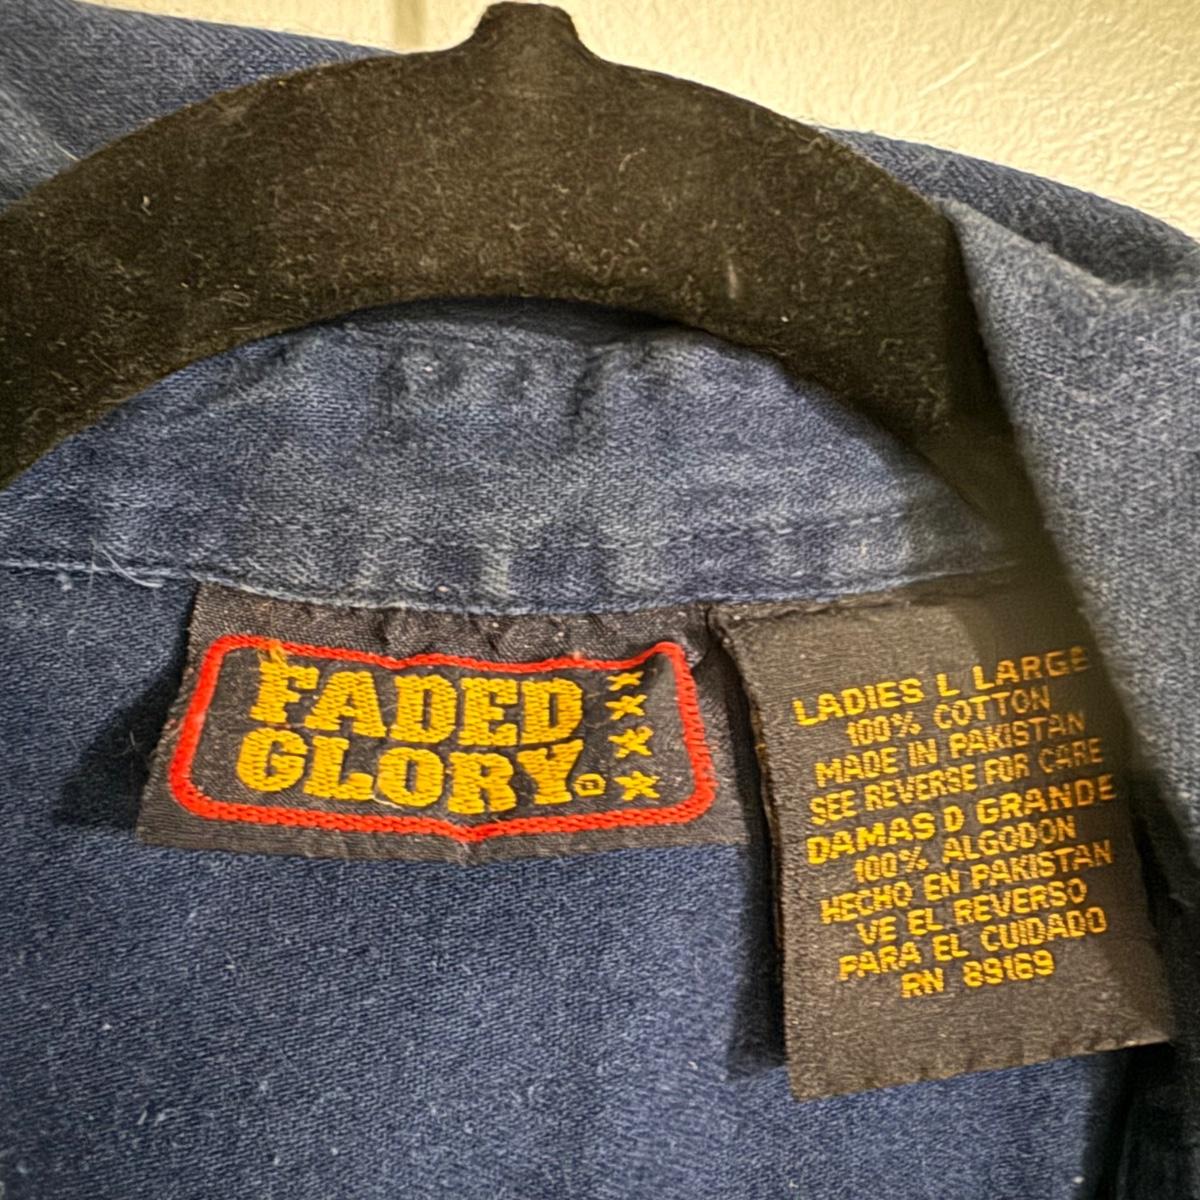 FADED
GLORY
LADIES L LARGE
100% COTTON
MADE IN PAKISTAN
SEE REVERSE FOR CARE
DAMAS D GRANDE
100% ALGODON
HECHO EN PAKISTAN
VE EL REVERSO
PARA EL CUIDADO
RN 89169